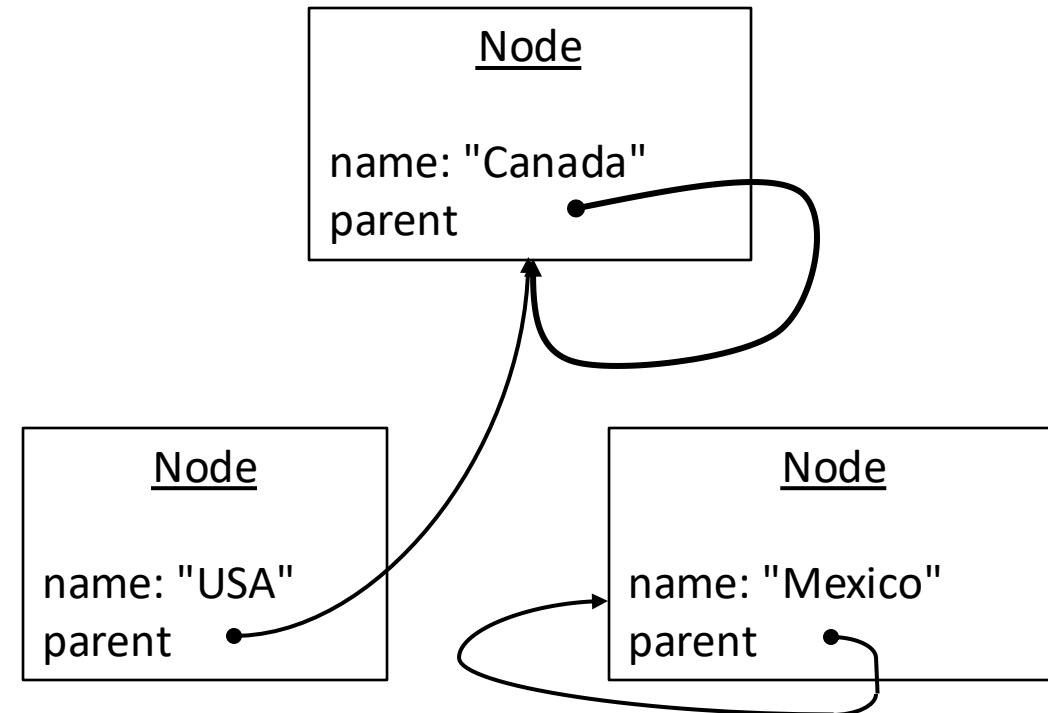 Node
name: "Canada"
parent
Node
name: "USA"
parent
Node
name: "Mexico"
parent